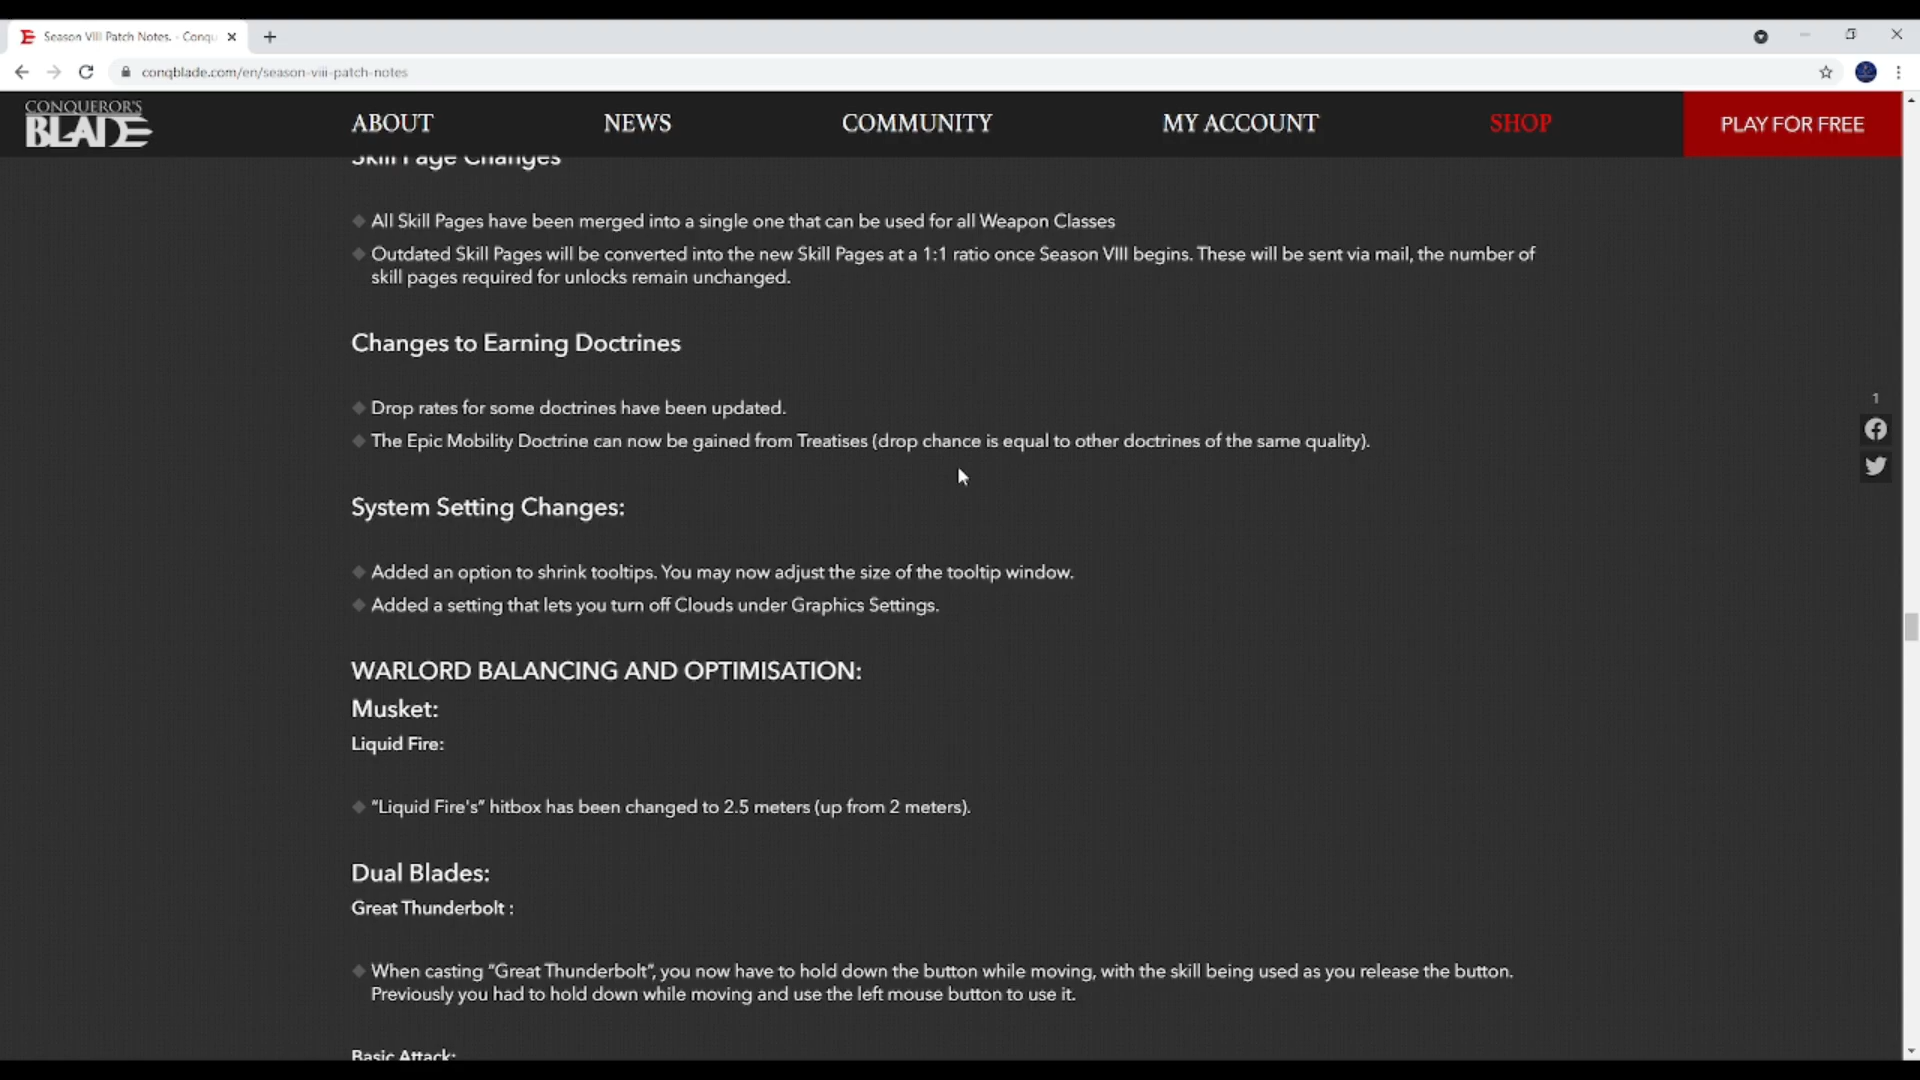 Season VIII Patch Notes. - Conqu
conqblade.com/en/season-viii-patch-notes
CONQUEROR'S
BLADE
ABOUT
NEWS
COMMUNITY
MY ACCOUNT
SHOP
PLAY FOR FREE
Skill Page Changes
All Skill Pages have been merged into a single one that can be used for all Weapon Classes
Outdated Skill Pages will be converted into the new Skill Pages at a 1:1 ratio once Season VIII begins. These will be sent via mail, the number of
skill pages required for unlocks remain unchanged.
Changes to Earning Doctrines
Drop rates for some doctrines have been updated.
The Epic Mobility Doctrine can now be gained from Treatises (drop chance is equal to other doctrines of the same quality).
1
System Setting Changes:
Added an option to shrink tooltips. You may now adjust the size of the tooltip window.
Added a setting that lets you turn off Clouds under Graphics Settings.
WARLORD BALANCING AND OPTIMISATION:
Musket:
Liquid Fire:
“Liquid Fire's” hitbox has been changed to 2.5 meters (up from 2 meters).
Dual Blades:
Great Thunderbolt :
When casting “Great Thunderbolt”, you now have to hold down the button while moving, with the skill being used as you release the button.
Previously you had to hold down while moving and use the left mouse button to use it.
Basic Attack: